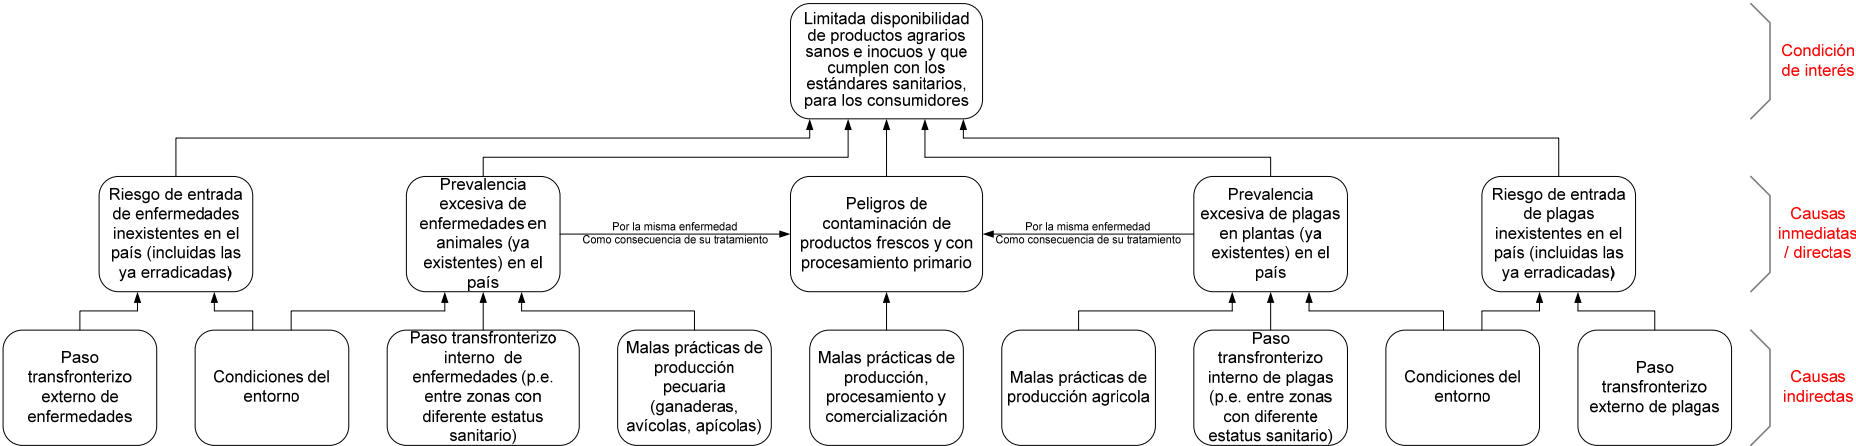 Limitada disponibilidad
de productos agrarios
sanos e inocuos y que
cumplen con los
estándares sanitarios,
para los consumidores
Condición
de interés
Riesgo de entrada
de enfermedades
inexistentes en el
país (incluidas las
ya erradicadas)
Prevalencia
excesiva de
enfermedades en
animales (ya
existentes) en el
país
Por la misma enfermedad
Como consecuencia de su tratamiento
Peligros de
contaminación de
productos frescos y con
procesamiento primario
Por la misma enfermedad
Como consecuencia de su tratamiento
Prevalencia
excesiva de plagas
en plantas (ya
existentes) en el
país
Riesgo de entrada
de plagas
inexistentes en el
país (incluidas las
ya erradicadas)
Causas
inmediatas
/ directas
Paso
transfronterizo
externo de
enfermedades
Condiciones del
entorno
Paso transfronterizo
interno de
enfermedades (p.e.
entre zonas con
diferente estatus
sanitario)
Malas prácticas de
producción
pecuaria
(ganaderas,
avícolas, apícolas)
Malas prácticas de
producción,
procesamiento y
comercialización
Malas prácticas de
producción agrícola
Paso
transfronterizo
interno de plagas
(p.e. entre zonas
con diferente
estatus sanitario)
Condiciones del
entorno
Paso
transfronterizo
externo de plagas
Causas
indirectas